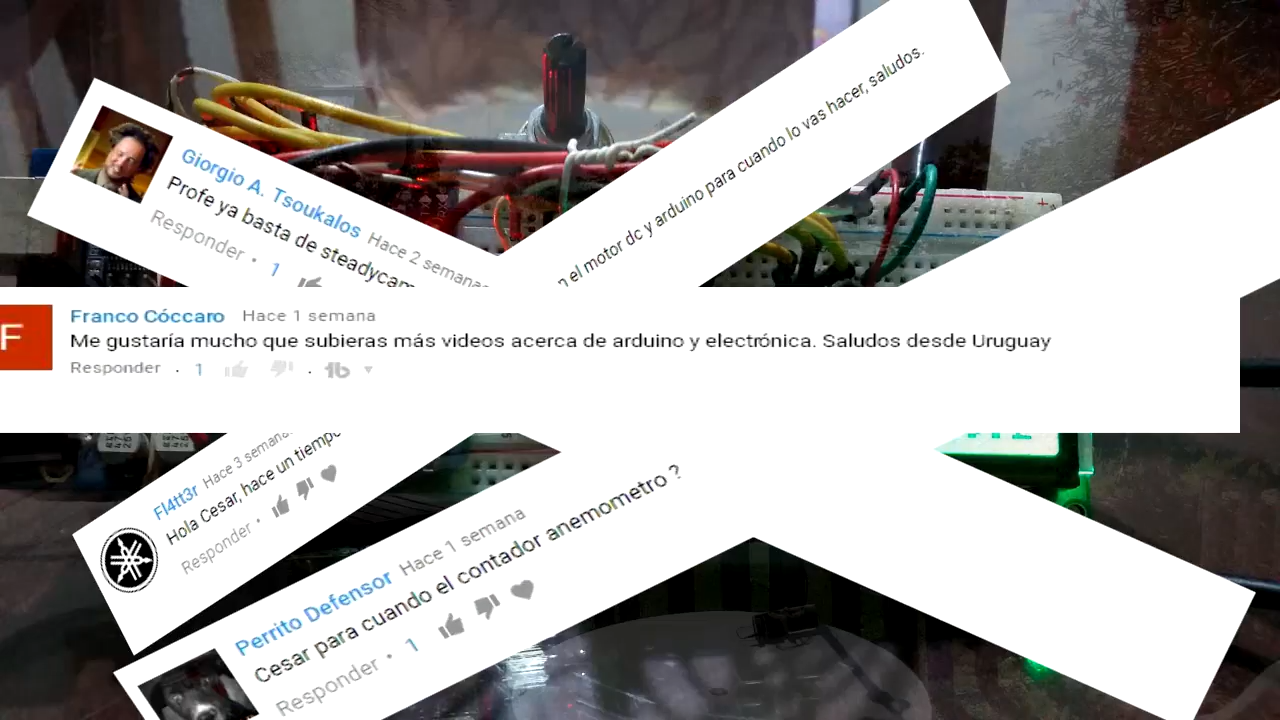 Giorgio A. Tsoukalos Hace 2 semanas
Profe ya basta de steadycam
Responder · 1
el motor dc y arduino para cuando lo vas hacer, saludos.
F
Franco Cóccaro Hace 1 semana
Me gustaría mucho que subieras más videos acerca de arduino y electrónica. Saludos desde Uruguay
Responder · 1
Fl4tt3r Hace 3 semanas
Hola Cesar, hace un tiempo
Responder ·
Perrito Defensor Hace 1 semana
Cesar para cuando el contador anemometro ?
Responder · 1